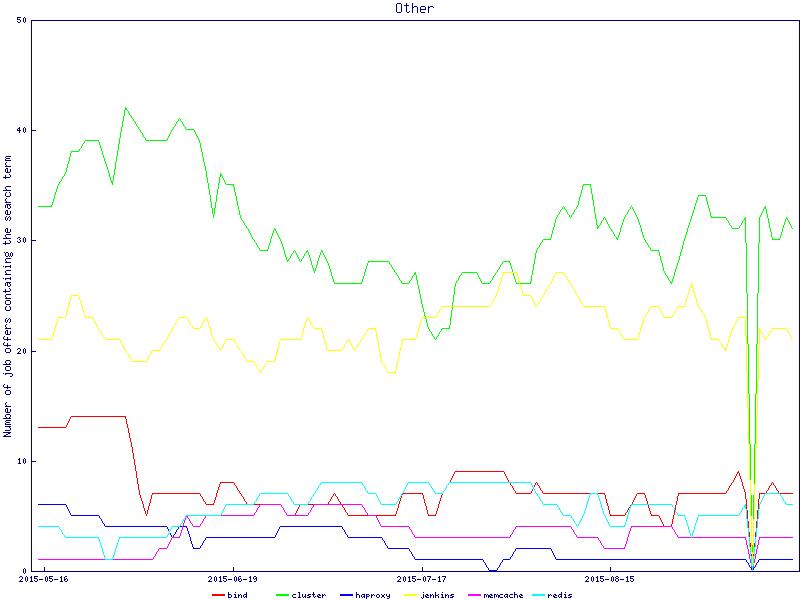 Other
Number of job offers containing the search term
50
40
30
20
10
0
2015-05-16 2015-06-19 2015-07-17 2015-08-15
bind cluster haproxy jenkins memcache redis